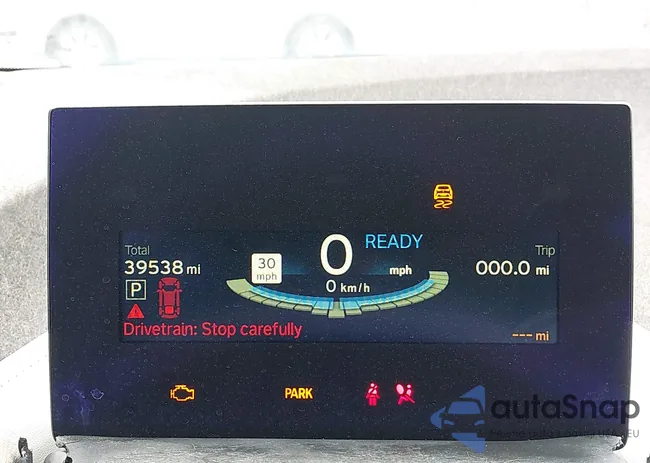 READY
Total
Trip
30
mph
0
mph
39538 mi
000.0 mi
0 km/h
P
Drivetrain: Stop carefully
--- mi
PARK
autaSnap